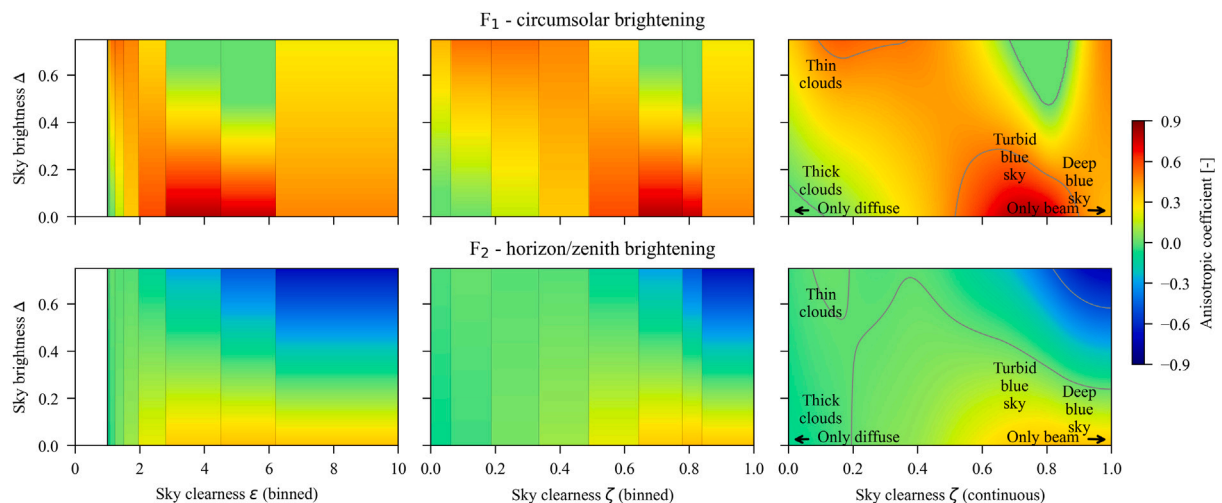 F₁ - circumsolar brightening
Sky brightness Δ
0.6
0.4
0.2
0.0
Thin
clouds
Thick
clouds
Turbid
blue
sky
Deep
blue
sky
← Only diffuse
Only beam →
F₂ - horizon/zenith brightening
Sky brightness Δ
0.6
0.4
0.2
0.0
Thin
clouds
Thick
clouds
Turbid
blue
sky
Deep
blue
sky
← Only diffuse
Only beam →
0 2 4 6 8 10
Sky clearness ε (binned)
0.0 0.2 0.4 0.6 0.8 1.0
Sky clearness ζ (binned)
0.0 0.2 0.4 0.6 0.8 1.0
Sky clearness ζ (continuous)
0.9
0.6
0.3
0.0
−0.3
−0.6
−0.9
Anisotropic coefficient [-]